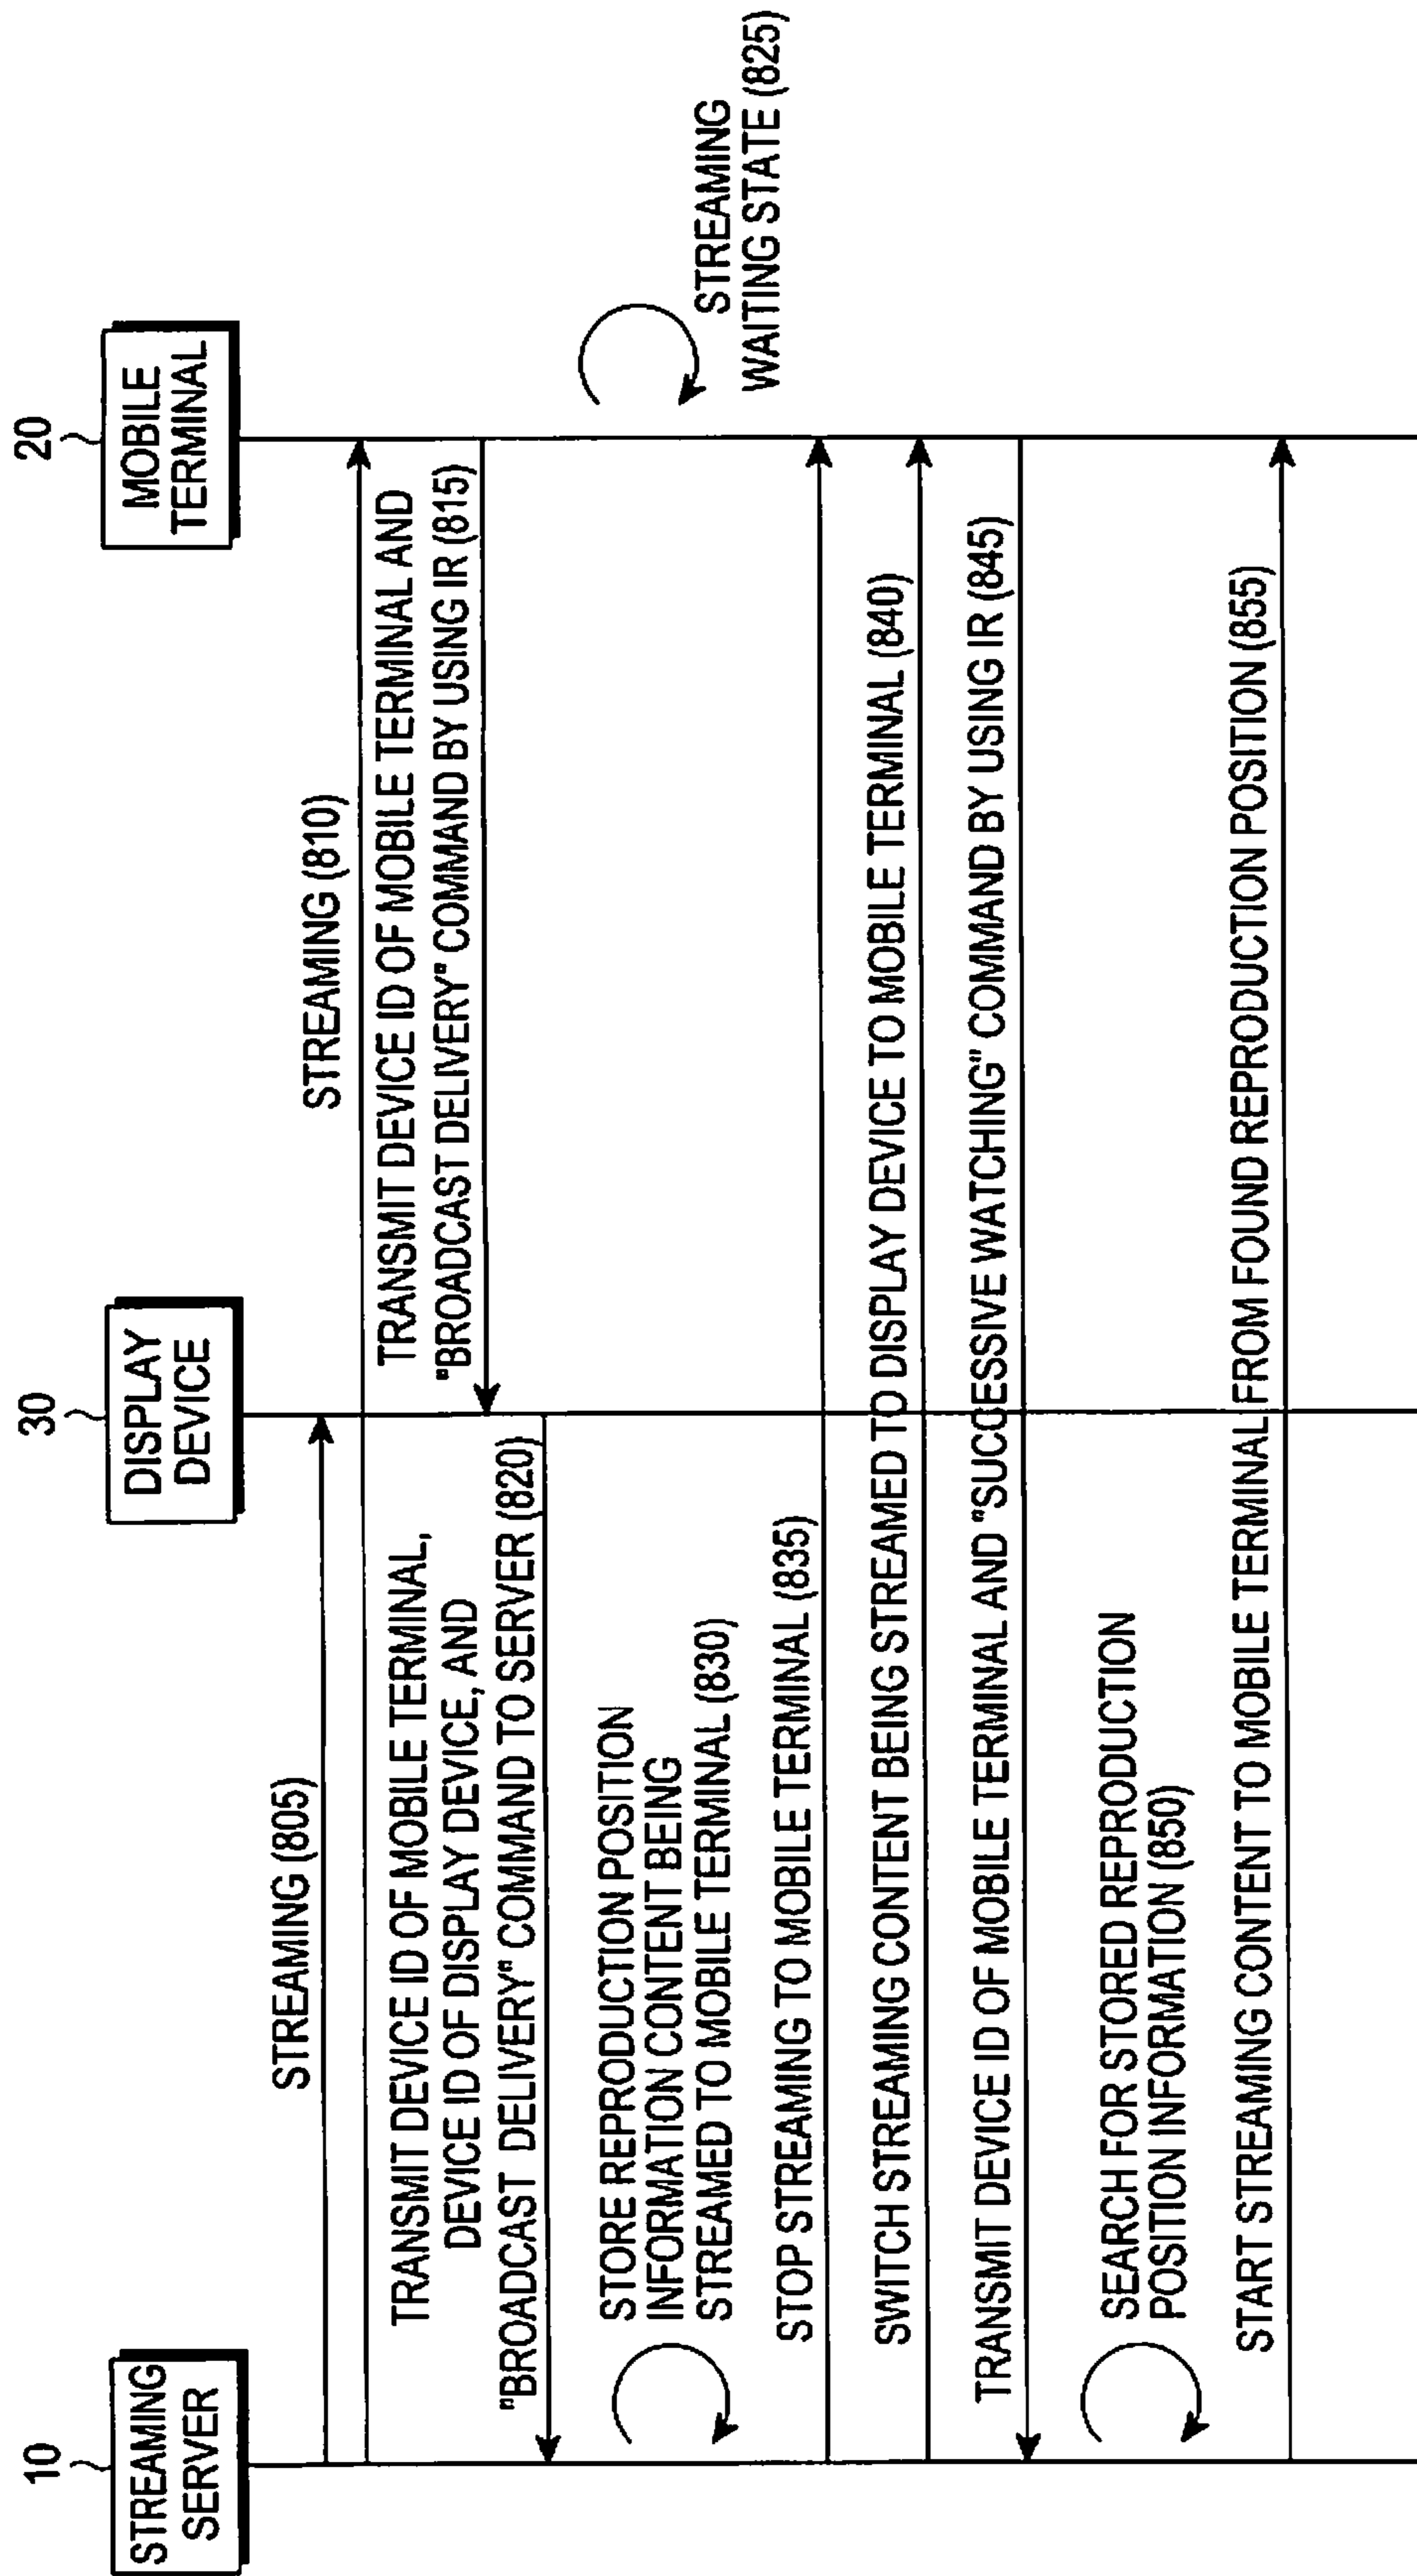 10
STREAMING
SERVER
30
DISPLAY
DEVICE
20
MOBILE
TERMINAL
STREAMING (805)
STREAMING (810)
TRANSMIT DEVICE ID OF MOBILE TERMINAL AND
"BROADCAST DELIVERY" COMMAND BY USING IR (815)
TRANSMIT DEVICE ID OF MOBILE TERMINAL,
DEVICE ID OF DISPLAY DEVICE, AND
"BROADCAST DELIVERY" COMMAND TO SERVER (820)
STREAMING
WAITING STATE (825)
STORE REPRODUCTION POSITION
INFORMATION CONTENT BEING
STREAMED TO MOBILE TERMINAL (830)
STOP STREAMING TO MOBILE TERMINAL (835)
SWITCH STREAMING CONTENT BEING STREAMED TO DISPLAY DEVICE TO MOBILE TERMINAL (840)
TRANSMIT DEVICE ID OF MOBILE TERMINAL AND "SUCCESSIVE WATCHING" COMMAND BY USING IR (845)
SEARCH FOR STORED REPRODUCTION
POSITION INFORMATION (850)
START STREAMING CONTENT TO MOBILE TERMINAL FROM FOUND REPRODUCTION POSITION (855)